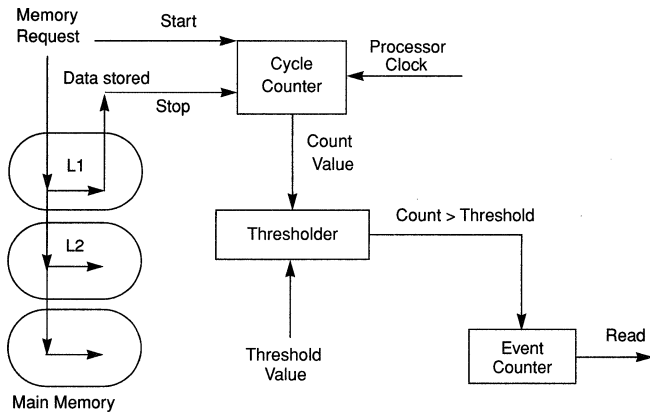 Memory
Request
Start
Processor
Clock
Cycle
Counter
Data stored
Stop
Count
Value
L1
Count > Threshold
Thresholder
L2
Threshold
Value
Event
Counter
Read
Main Memory